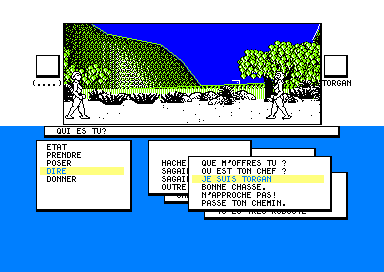 (....)
TORGAN
QUI ES TU?
ETAT
PRENDRE
POSER
DIRE
DONNER
HACHE
SAGAI
SAGAI
OUTRE
QUE M'OFFRES TU ?
OU EST TON CHEF ?
JE SUIS TORGAN
BONNE CHASSE.
N'APPROCHE PAS!
PASSE TON CHEMIN.